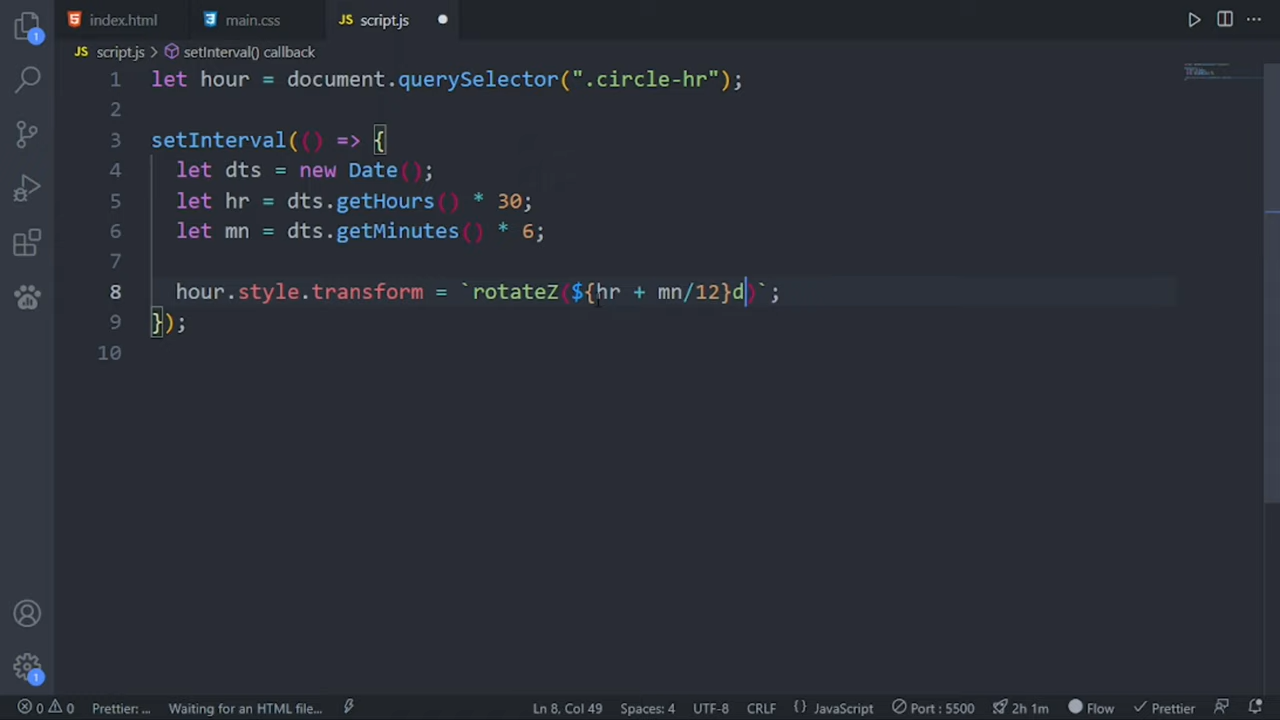 index.html
main.css
JS script.js
JS script.js > setInterval() callback
1 let hour = document.querySelector(".circle-hr");
2
3 setInterval(() => {
4 let dts = new Date();
5 let hr = dts.getHours() * 30;
6 let mn = dts.getMinutes() * 6;
7
8 hour.style.transform = `rotateZ(${hr + mn/12}d)`;
9 });
10
1
1
0 0 Prettier: ... Waiting for an HTML file... Ln 8, Col 49 Spaces: 4 UTF-8 CRLF {} JavaScript Port : 5500 2h 1m Flow Prettier